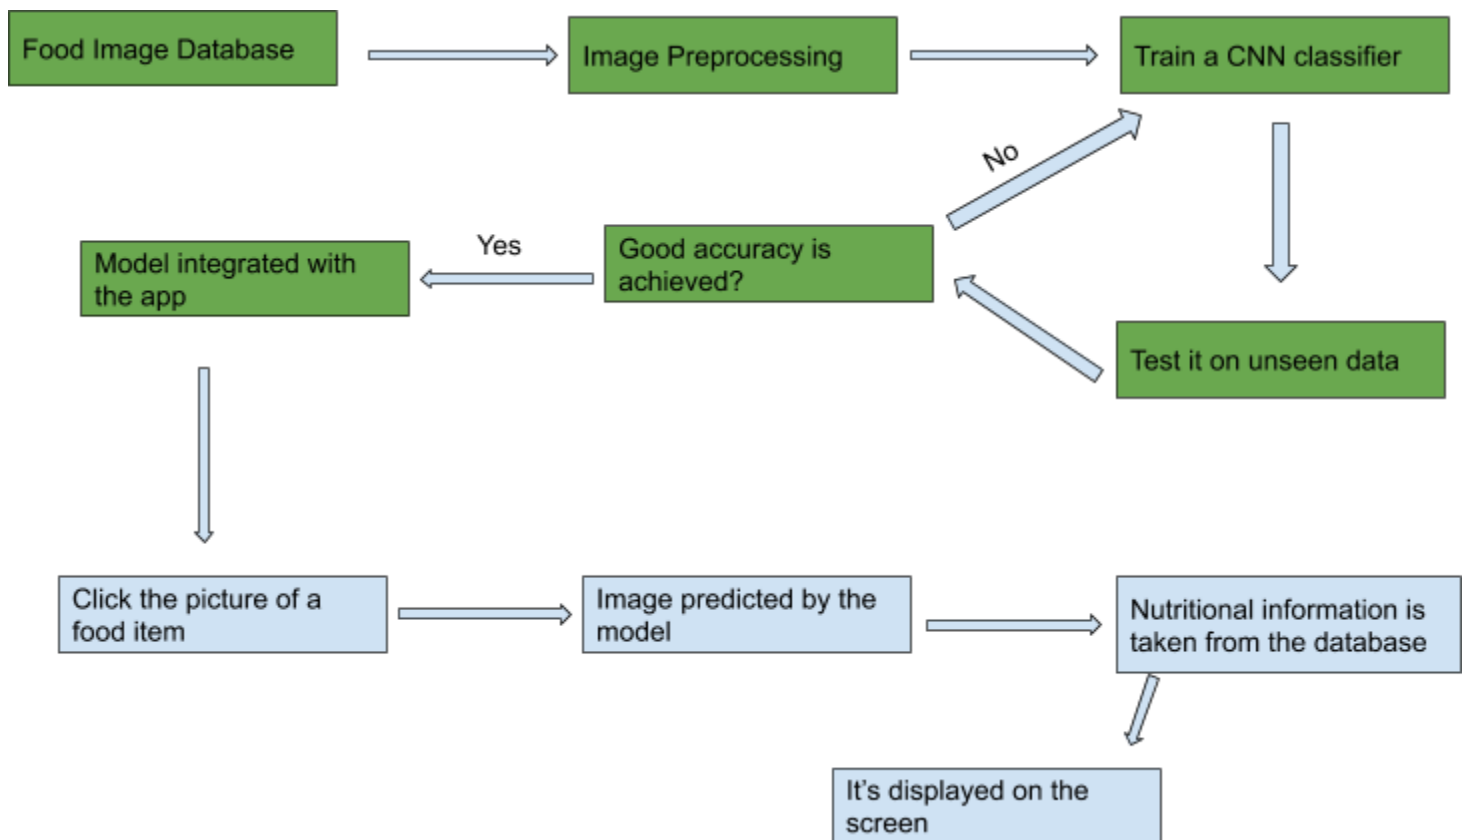 Food Image Database
Image Preprocessing
Train a CNN classifier
No
Yes
Good accuracy is
achieved?
Model integrated with
the app
Test it on unseen data
Click the picture of a
food item
Image predicted by the
model
Nutritional information is
taken from the database
It's displayed on the
screen